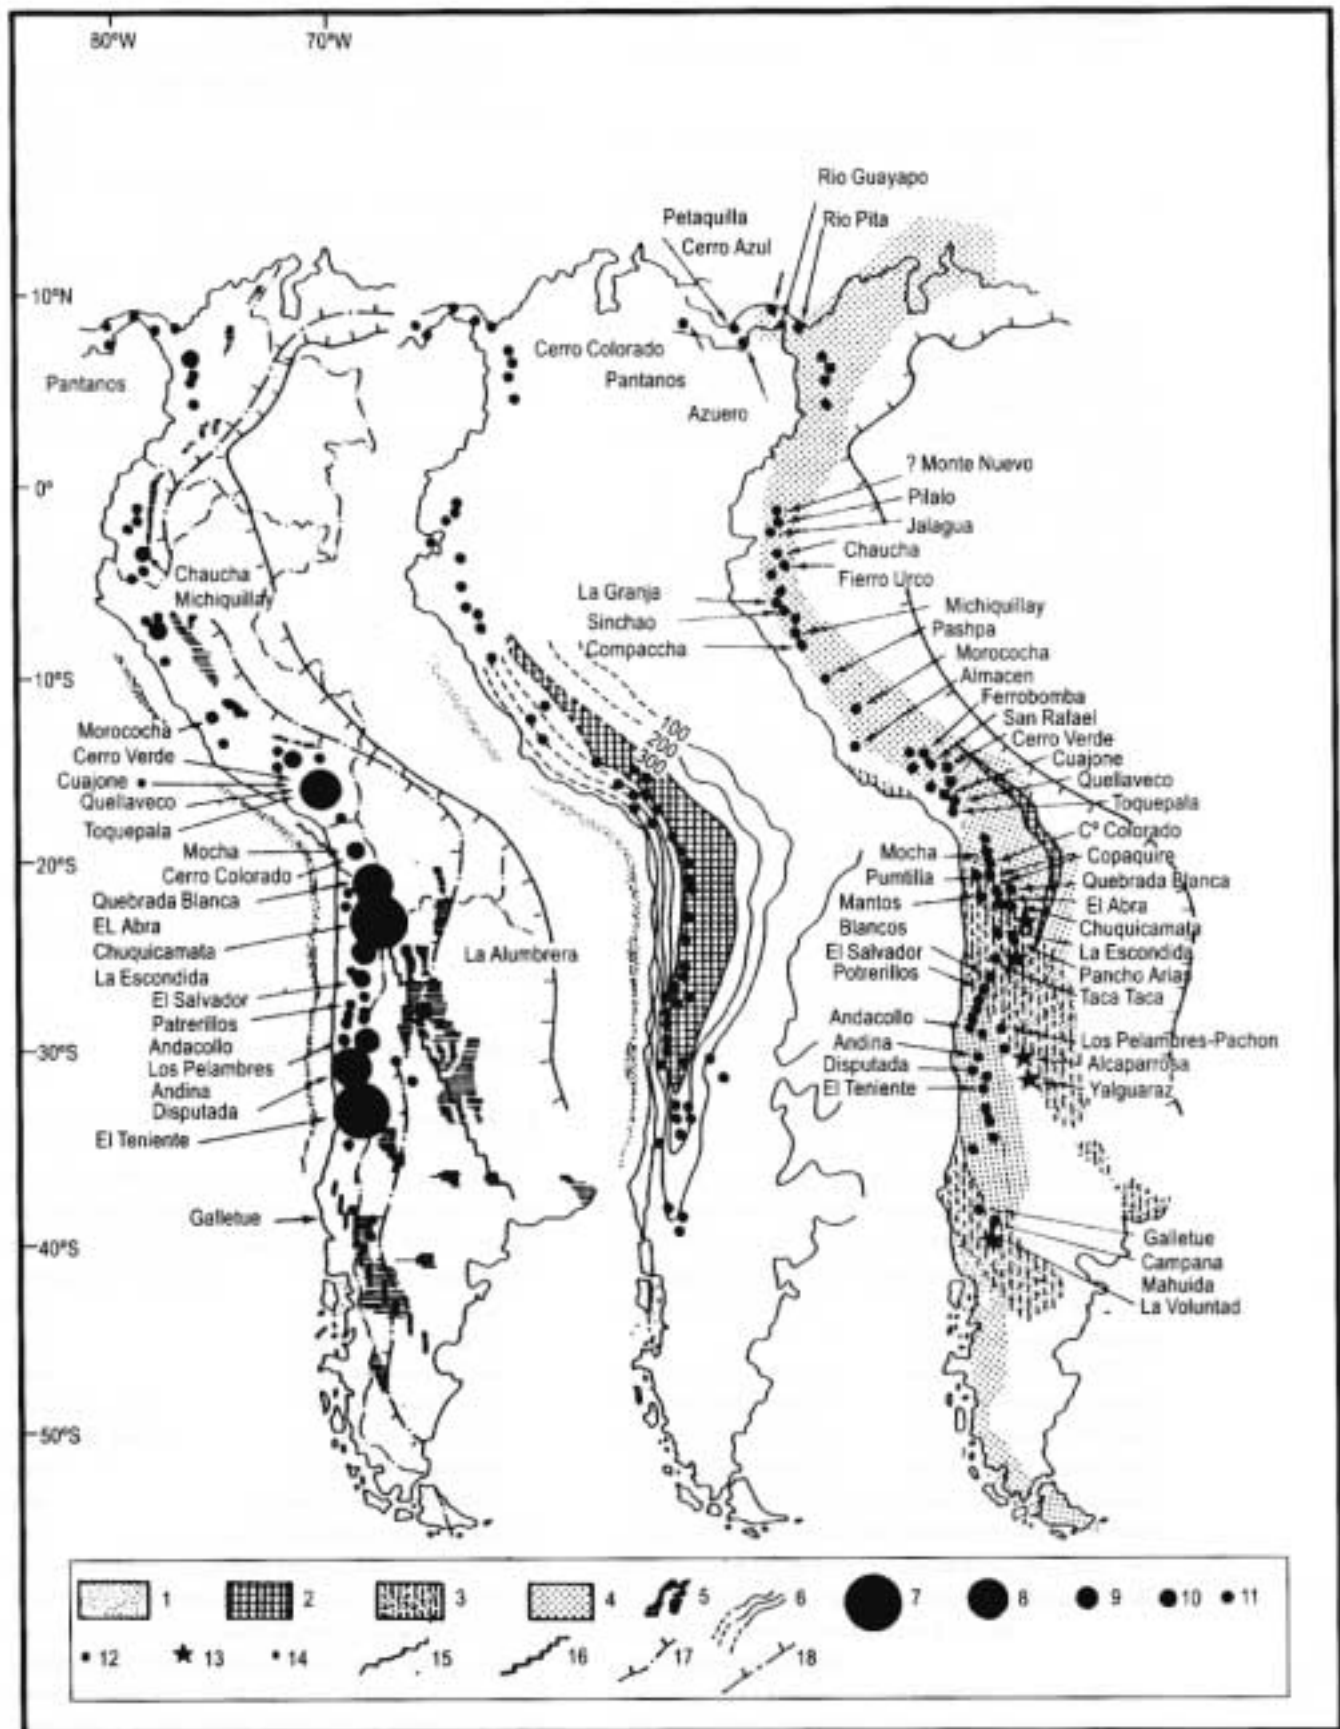 80°W
70°W
Rio Guayapo
Petaquilla
Rio Pita
Cerro Azul
10°N
Cerro Colorado
Pantanos
Pantanos
Azuero
? Monte Nuevo
0°
Pilalo
Jalagua
Chaucha
Chaucha
Fierro Urco
Michiquillay
La Granja
Michiquillay
Sinchao
Pashpa
Compaccha
Morococha
10°S
Almacen
Ferrobomba
100
200
300
San Rafael
Morococha
Cerro Verde
Cerro Verde
Cuajone
Cuajone
Quellaveco
Quellaveco
Toquepala
Toquepala
Cº Colorado
Mocha
Mocha
Copaquire
20°S
Cerro Colorado
Pumtilla
Quebrada Blanca
Quebrada Blanca
Mantos
El Abra
EL Abra
Blancos
Chuquicamata
Chuquicamata
La Alumbrera
El Salvador
La Escondida
La Escondida
Potrerillos
Pancho Arias
El Salvador
Taca Taca
Patrerillos
Andacollo
Andacollo
Andina
Los Pelambres-Pachon
30°S
Los Pelambres
Disputada
Alcaparrosa
Andina
El Teniente
Yalguaraz
Disputada
El Teniente
Galletue
Galletue
40°S
Campana
Mahuida
La Voluntad
50°S
1 2 3 4 5 6 7 8 9 10 11
12 13 14 15 16 17 18